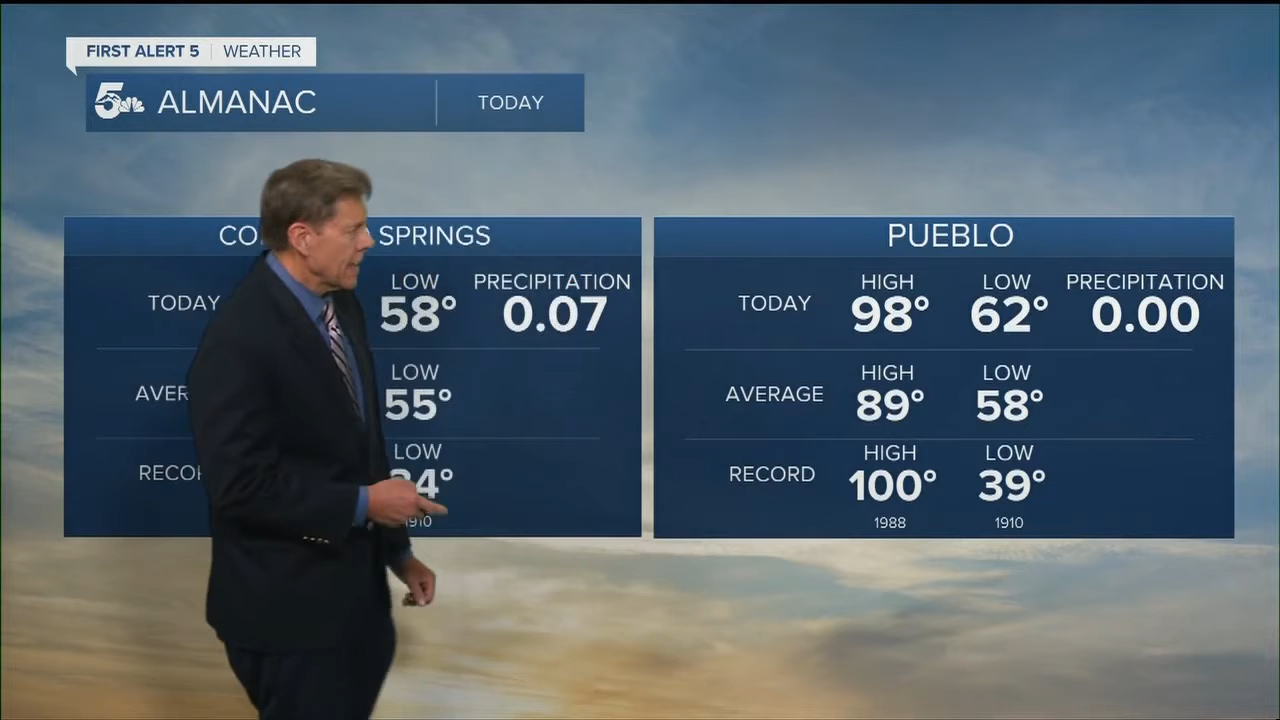 FIRST ALERT 5 WEATHER
5 ALMANAC TODAY
SPRINGS
TODAY LOW PRECIPITATION
58° 0.07
LOW
55°
LOW
1910
PUEBLO
TODAY HIGH LOW PRECIPITATION
98° 62° 0.00
AVERAGE HIGH LOW
89° 58°
RECORD HIGH LOW
100° 39°
1988 1910